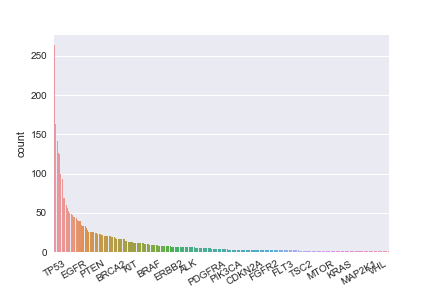 250
200
150
100
50
0
count
TP53
EGFR
PTEN
BRCA2
KIT
BRAF
ERBB2
ALK
PDGFRA
PIK3CA
CDKN2A
FGFR2
FLT3
TSC2
MTOR
KRAS
MAP2K1
VHL